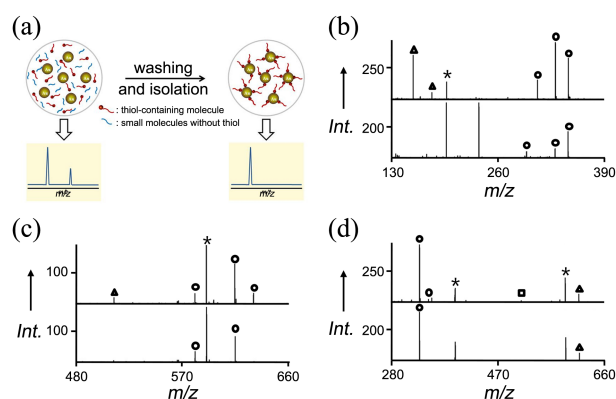 (a)
washing
and isolation
: thiol-containing molecule
: small molecules without thiol
m/z
m/z
(b)
Int.
250
200
130
260
390
m/z
*
(c)
Int.
100
100
480
570
660
m/z
*
(d)
Int.
250
200
280
470
660
m/z
*
*